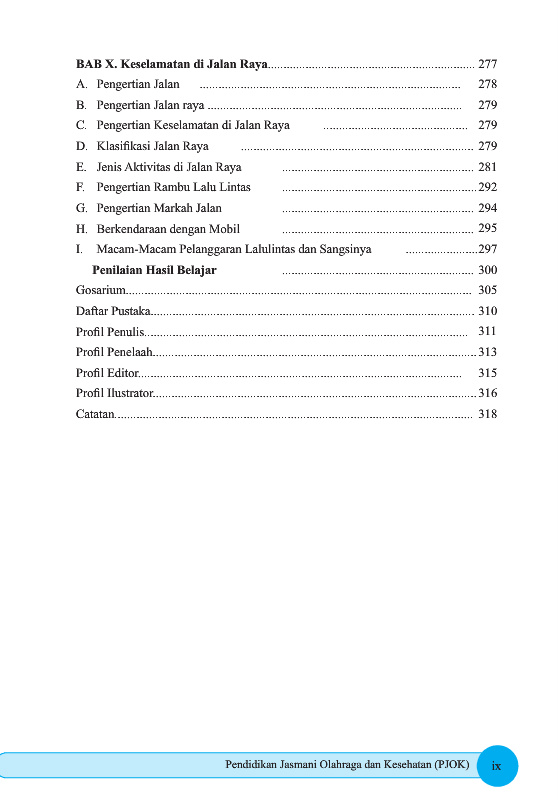 BAB X. Keselamatan di Jalan Raya.................................................................. 277
A. Pengertian Jalan .................................................................................... 278
B. Pengertian Jalan raya .................................................................................. 279
C. Pengertian Keselamatan di Jalan Raya .............................................. 279
D. Klasifikasi Jalan Raya ........................................................................... 279
E. Jenis Aktivitas di Jalan Raya ............................................................. 281
F. Pengertian Rambu Lalu Lintas ............................................................. 292
G. Pengertian Markah Jalan ............................................................. 294
H. Berkendaraan dengan Mobil ............................................................. 295
I. Macam-Macam Pelanggaran Lalulintas dan Sangsinya .......................297
Penilaian Hasil Belajar ............................................................. 300
Gosarium............................................................................................................... 305
Daftar Pustaka....................................................................................................... 310
Profil Penulis........................................................................................................ 311
Profil Penelaah.......................................................................................................313
Profil Editor........................................................................................................ 315
Profil Ilustrator.......................................................................................................316
Catatan.................................................................................................................. 318
Pendidikan Jasmani Olahraga dan Kesehatan (PJOK) ix